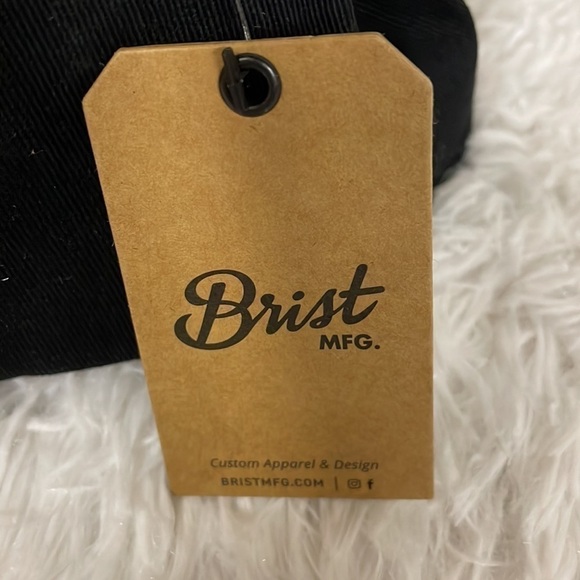 Brist
MFG.
Custom Apparel & Design
BRISTMFG.COM |